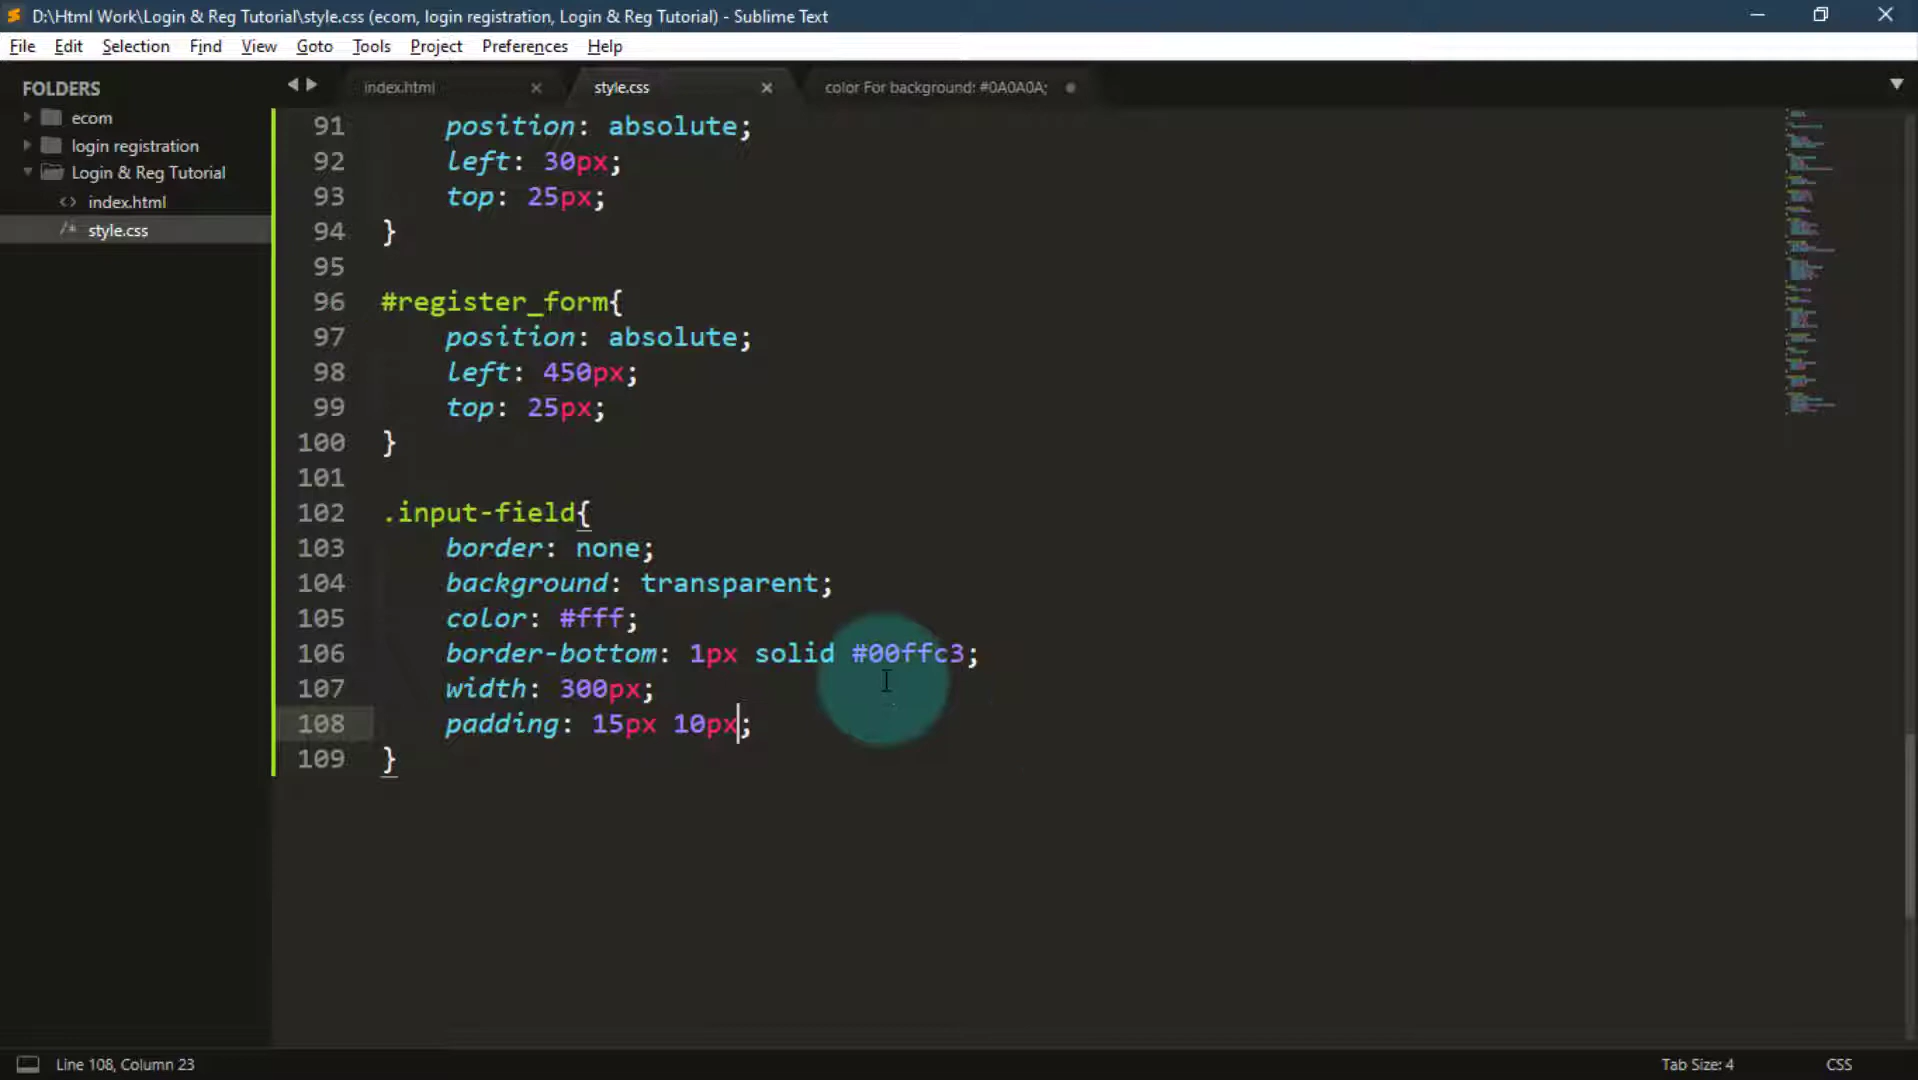 D:\Html Work\Login & Reg Tutorial\style.css (ecom, login registration, Login & Reg Tutorial) - Sublime Text
File Edit Selection Find View Goto Tools Project Preferences Help
FOLDERS
ecom
login registration
Login & Reg Tutorial
<> index.html
/* style.css
index.html style.css color For background: #0A0A0A;
91 position: absolute;
92 left: 30px;
93 top: 25px;
94 }
95
96 #register_form{
97 position: absolute;
98 left: 450px;
99 top: 25px;
100 }
101
102 .input-field{
103 border: none;
104 background: transparent;
105 color: #fff;
106 border-bottom: 1px solid #00ffc3;
107 width: 300px;
108 padding: 15px 10px;
109 }
Line 108, Column 23 Tab Size: 4 CSS